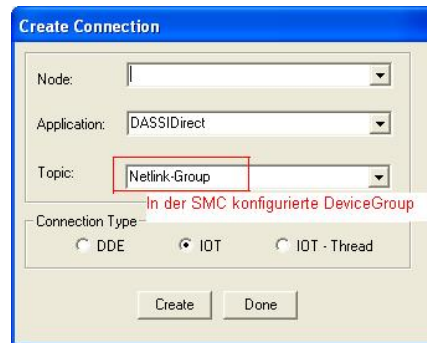 Create Connection
Node:
Application: DASSIDirect
Topic: Netlink-Group
In der SMC konfigurierte DeviceGroup
Connection Type
DDE IOT IOT - Thread
Create Done